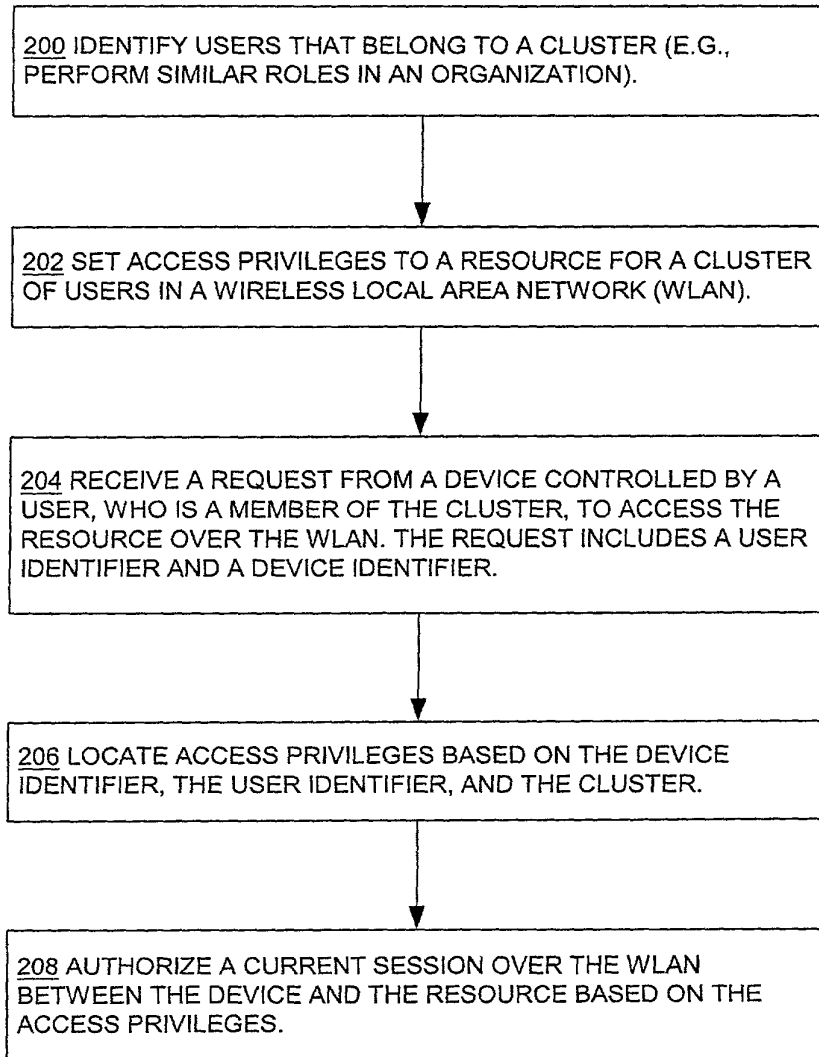 200 IDENTIFY USERS THAT BELONG TO A CLUSTER (E.G.,
PERFORM SIMILAR ROLES IN AN ORGANIZATION).
202 SET ACCESS PRIVILEGES TO A RESOURCE FOR A CLUSTER
OF USERS IN A WIRELESS LOCAL AREA NETWORK (WLAN).
204 RECEIVE A REQUEST FROM A DEVICE CONTROLLED BY A
USER, WHO IS A MEMBER OF THE CLUSTER, TO ACCESS THE
RESOURCE OVER THE WLAN. THE REQUEST INCLUDES A USER
IDENTIFIER AND A DEVICE IDENTIFIER.
206 LOCATE ACCESS PRIVILEGES BASED ON THE DEVICE
IDENTIFIER, THE USER IDENTIFIER, AND THE CLUSTER.
208 AUTHORIZE A CURRENT SESSION OVER THE WLAN
BETWEEN THE DEVICE AND THE RESOURCE BASED ON THE
ACCESS PRIVILEGES.